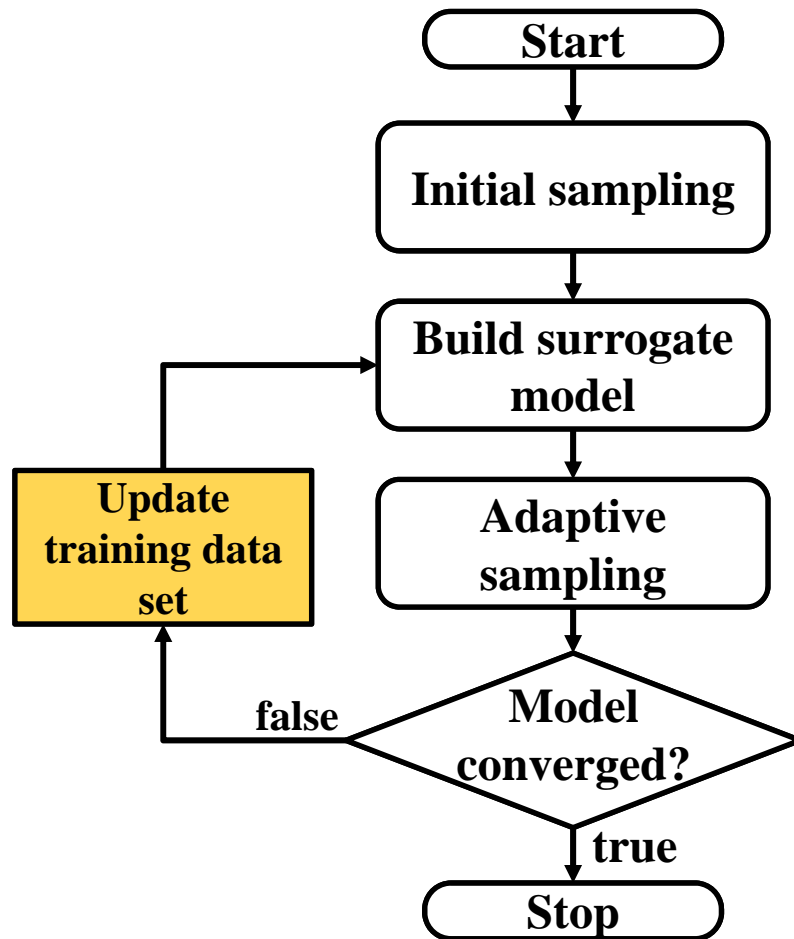 Start
Initial sampling
Build surrogate
model
Update
training data
set
Adaptive
sampling
false
Model
converged?
true
Stop